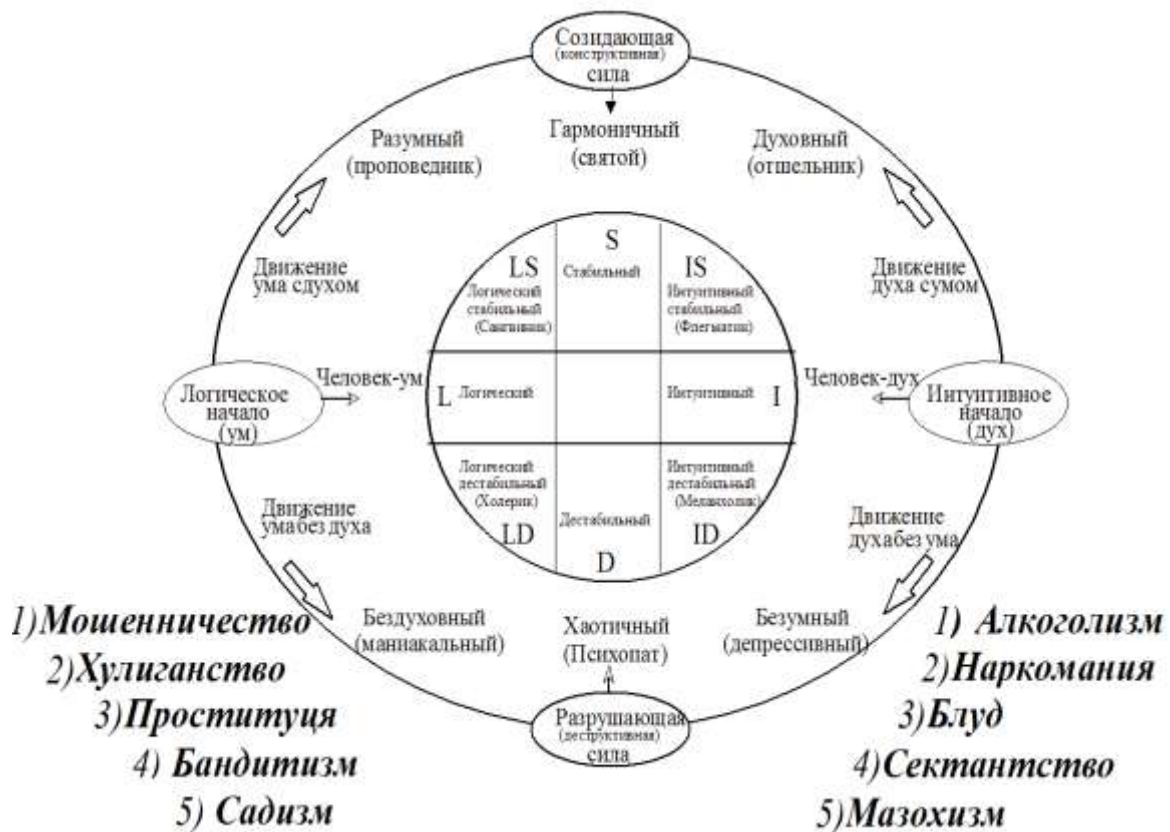 Созидающая
(конструктивная)
сила
Гармоничный
(святой)
Разумный
(проповедник)
Духовный
(отшельник)
Движение
ума сдухом
Движение
духа сумом
S
Стабильный
LS
Логический
стабильный
(Сангвиник)
IS
Интуитивный
стабильный
(Флегматик)
Логическое
начало
(ум)
Человек-ум
L Логический
Интуитивный I
Человек-дух
Интуитивное
начало
(дух)
Логический
дестабильный
(Холерик)
LD
Дестабильный
D
Интуитивный
дестабильный
(Меланхолик)
ID
Движение
ума без духа
Движение
духа без ума
Бездуховный
(маниакальный)
Хаотичный
(Психопат)
Безумный
(депрессивный)
Разрушающая
(деструктивная)
сила
1)Мошенничество
2)Хулиганство
3)Проституця
4) Бандитизм
5) Садизм
1) Алкоголизм
2)Наркомания
3)Блуд
4)Сектантство
5)Мазохизм